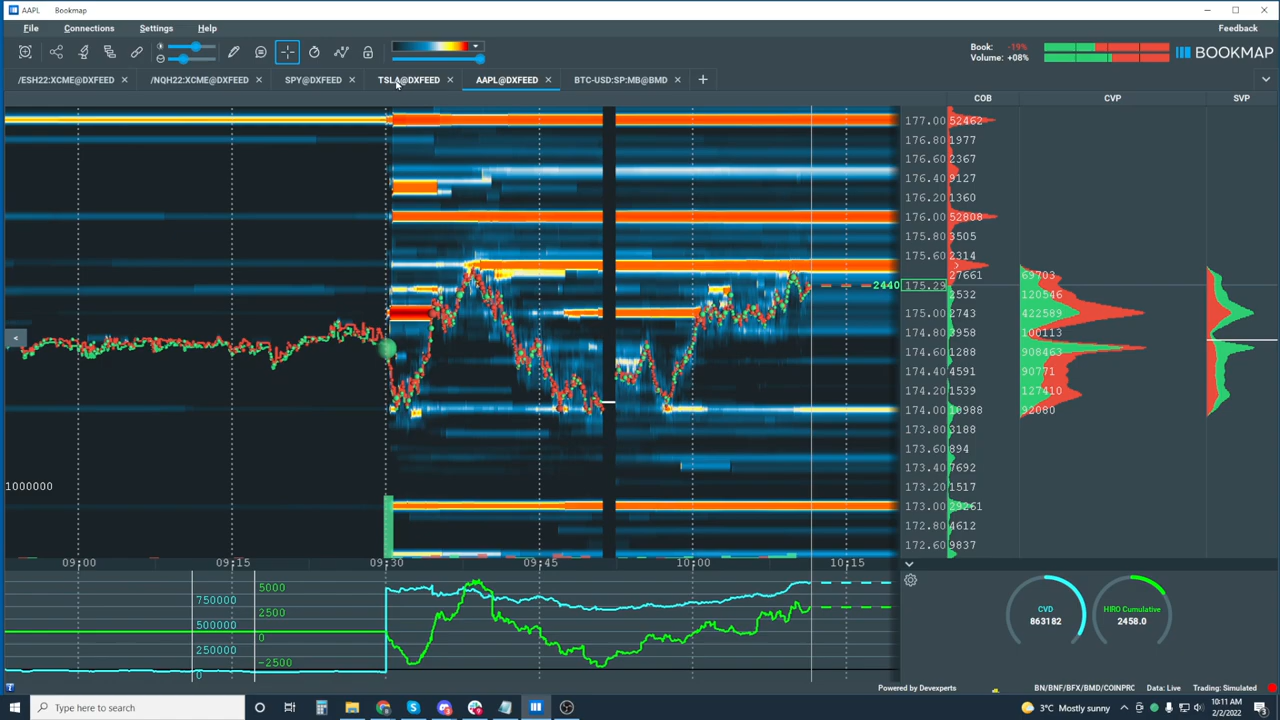 AAPL Bookmap
File Connections Settings Help Feedback
Book: -19%
Volume: +08%
BOOKMAP
/ESH22:XCME@DXFEED /NQH22:XCME@DXFEED SPY@DXFEED TSLA@DXFEED AAPL@DXFEED BTC-USD:SP:MB@BMD
COB CVP SVP
177.00 52462
176.80 1977
176.60 2367
176.40 9127
176.20 1360
176.00 52808
175.80 3505
175.60 2314
27661 69703
2440 175.29
2532 120546
175.00 2743 422589
174.80 3958 100113
<
174.60 1288 908463
174.40 4591 90771
174.20 1539 127410
174.00 10988 92080
173.80 3188
173.60 894
173.40 7692
173.20 1517
1000000
173.00 29261
172.80 4612
172.60 9837
09:00 09:15 09:30 09:45 10:00 10:15
5000
750000
2500
500000
0
250000
-2500
0
CVD
863182
HIRO Cumulative
2458.0
Powered by Devexperts BN/BNF/BFX/BMD/COINPRC Data: Live Trading: Simulated
Type here to search
3°C Mostly sunny
10:11 AM
2/2/2022
3